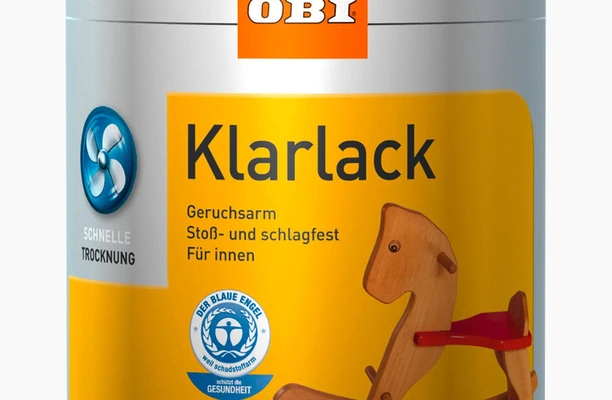 OBI
Klarlack
Geruchsarm
Stoß- und schlagfest
Für innen
SCHNELLE
TROCKNUNG
DER BLAUE ENGEL
weil schadstoffarm
schützt die
GESUNDHEIT